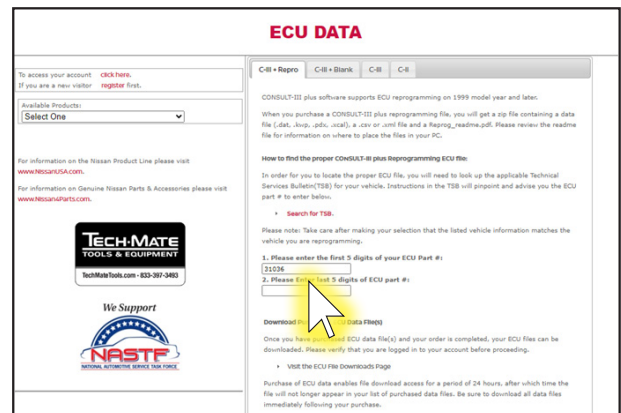 ECU DATA
To access your account click here.
If you are a new visitor register first.
Available Products:
Select One
For information on the Nissan Product Line please visit
www.NissanUSA.com.
For information on Genuine Nissan Parts & Accessories please visit
www.Nissan4Parts.com.
TECH-MATE
TOOLS & EQUIPMENT
TechMateTools.com - 833-397-3493
We Support
NASTF
NATIONAL AUTOMOTIVE SERVICE TASK FORCE
C-III + Repro C-III + Blank C-III C-II
CONSULT-III plus software supports ECU reprogramming on 1999 model year and later.
When you purchase a CONSULT-III plus reprogramming file, you will get a zip file containing a data
file (.dat, .kwp, .pdx, .xcal), a .csv or .xml file and a Reprog_readme.pdf. Please review the readme
file for information on where to place the files in your PC.
How to find the proper CONSULT-III plus Reprogramming ECU file:
In order for you to locate the proper ECU file, you will need to look up the applicable Technical
Services Bulletin(TSB) for your vehicle. Instructions in the TSB will pinpoint and advise you the ECU
part # to enter below.
Search for TSB.
Please note: Take care after making your selection that the listed vehicle information matches the
vehicle you are reprogramming.
1. Please enter the first 5 digits of your ECU Part #:
31036
2. Please Enter last 5 digits of ECU part #:
Download ECU Data File(s)
Once you have purchased ECU data file(s) and your order is completed, your ECU files can be
downloaded. Please verify that you are logged in to your account before proceeding.
Visit the ECU File Downloads Page
Purchase of ECU data enables file download access for a period of 24 hours, after which time the
file will not longer appear in your list of purchased data files. Be sure to download all data files
immediately following your purchase.